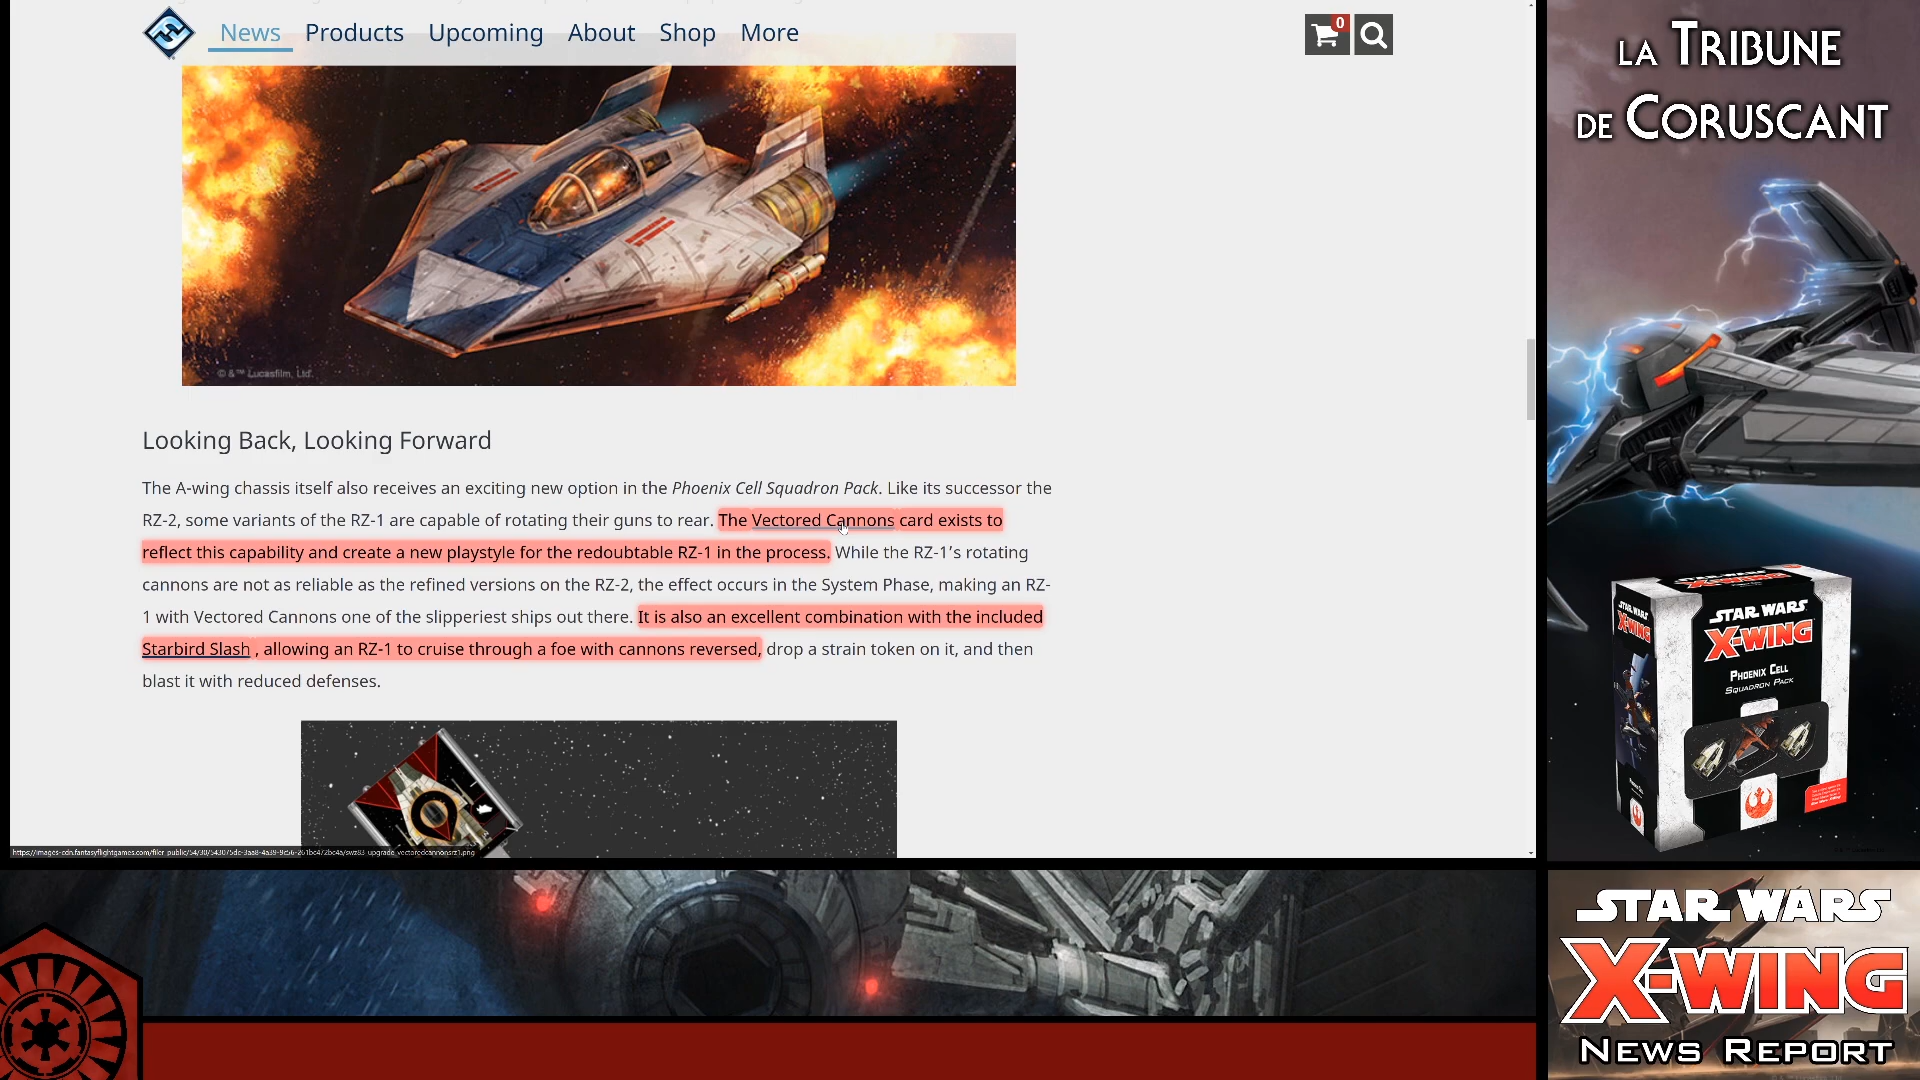 News Products Upcoming About Shop More
0
LA TRIBUNE
DE CORUSCANT
© &™ Lucasfilm, Ltd.
Looking Back, Looking Forward
The A-wing chassis itself also receives an exciting new option in the Phoenix Cell Squadron Pack. Like its successor the
RZ-2, some variants of the RZ-1 are capable of rotating their guns to rear. The Vectored Cannons card exists to
reflect this capability and create a new playstyle for the redoubtable RZ-1 in the process. While the RZ-1’s rotating
cannons are not as reliable as the refined versions on the RZ-2, the effect occurs in the System Phase, making an RZ-
1 with Vectored Cannons one of the slipperiest ships out there. It is also an excellent combination with the included
Starbird Slash , allowing an RZ-1 to cruise through a foe with cannons reversed, drop a strain token on it, and then
blast it with reduced defenses.
STAR WARS
X-WING
PHOENIX CELL
SQUADRON PACK
STAR WARS
X-WING
NEWS REPORT